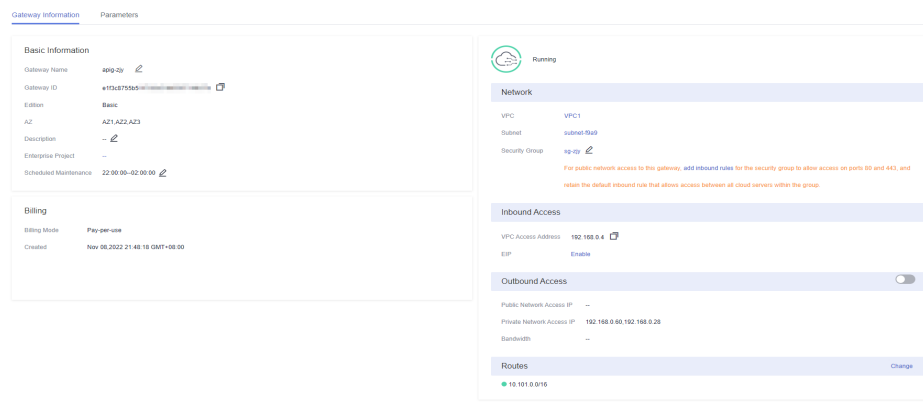 Gateway Information Parameters
Basic Information
Gateway Name apig-zjy
Gateway ID e1f3c8755b5
Edition Basic
AZ AZ1,AZ2,AZ3
Description --
Enterprise Project --
Scheduled Maintenance 22:00:00--02:00:00
Billing
Billing Mode Pay-per-use
Created Nov 08,2022 21:48:18 GMT+08:00
Running
Network
VPC VPC1
Subnet subnet-f9a9
Security Group sg-zjy
For public network access to this gateway, add inbound rules for the security group to allow access on ports 80 and 443, and
retain the default inbound rule that allows access between all cloud servers within the group.
Inbound Access
VPC Access Address 192.168.0.4
EIP Enable
Outbound Access
Public Network Access IP --
Private Network Access IP 192.168.0.60,192.168.0.28
Bandwidth --
Routes Change
10.101.0.0/16